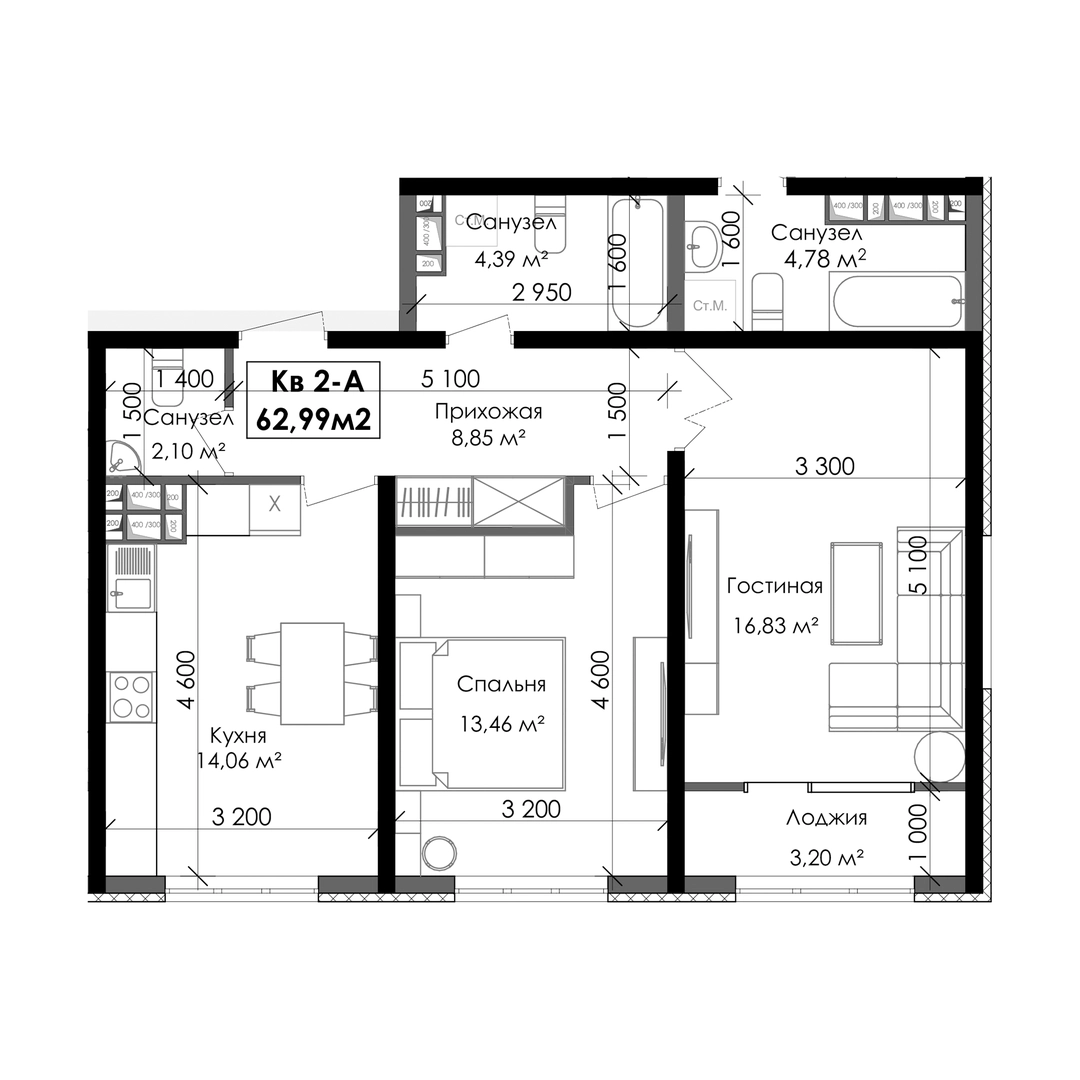 200
400 /300
200
Ст.М.
Санузел
4,39 м²
2 950
1 600
1 600
400 /300
200
400 /300
200
200
Санузел
4,78 м²
Ст.М.
1 400
1 500
Санузел
2,10 м²
Кв 2-А
62,99м2
5 100
Прихожая
8,85 м²
1 500
3 300
200
400 /300
200
200
400 /300
200
X
5 100
Гостиная
16,83 м²
4 600
Кухня
14,06 м²
3 200
Спальня
13,46 м²
4 600
3 200
Лоджия
3,20 м²
1 000